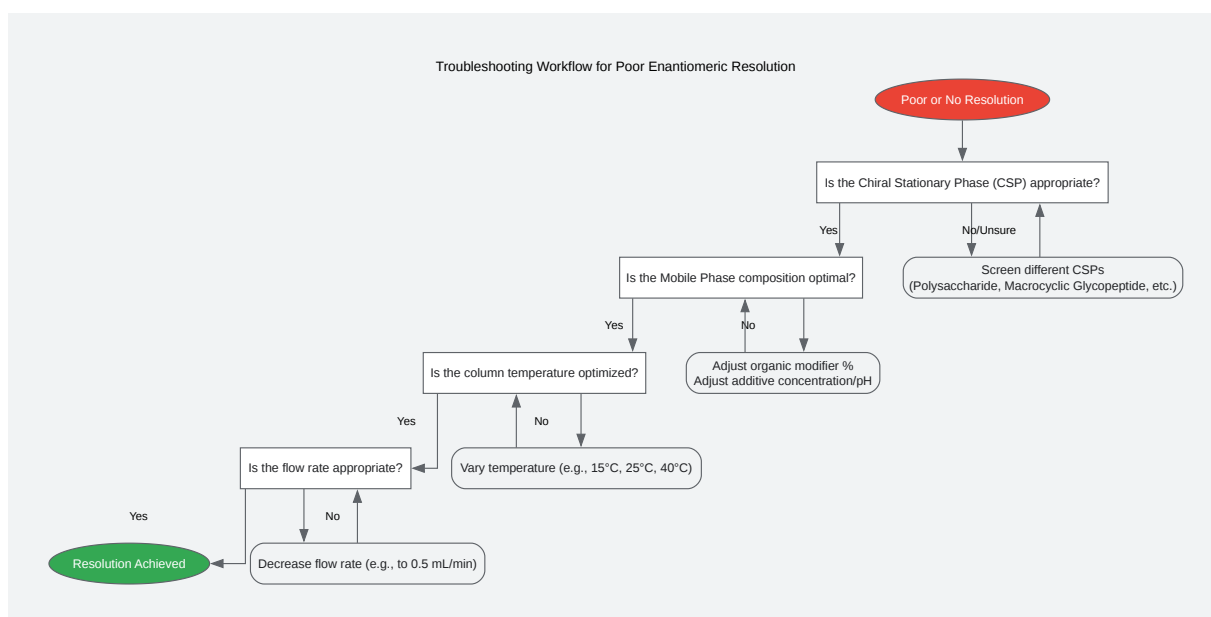 Troubleshooting Workflow for Poor Enantiomeric Resolution
Poor or No Resolution
Is the Chiral Stationary Phase (CSP) appropriate?
Yes
No/Unsure
Is the Mobile Phase composition optimal?
Screen different CSPs
(Polysaccharide, Macrocyclic Glycopeptide, etc.)
Yes
No
Is the column temperature optimized?
Adjust organic modifier %
Adjust additive concentration/pH
Yes
No
Is the flow rate appropriate?
Vary temperature (e.g., 15°C, 25°C, 40°C)
Yes
No
Resolution Achieved
Decrease flow rate (e.g., to 0.5 mL/min)